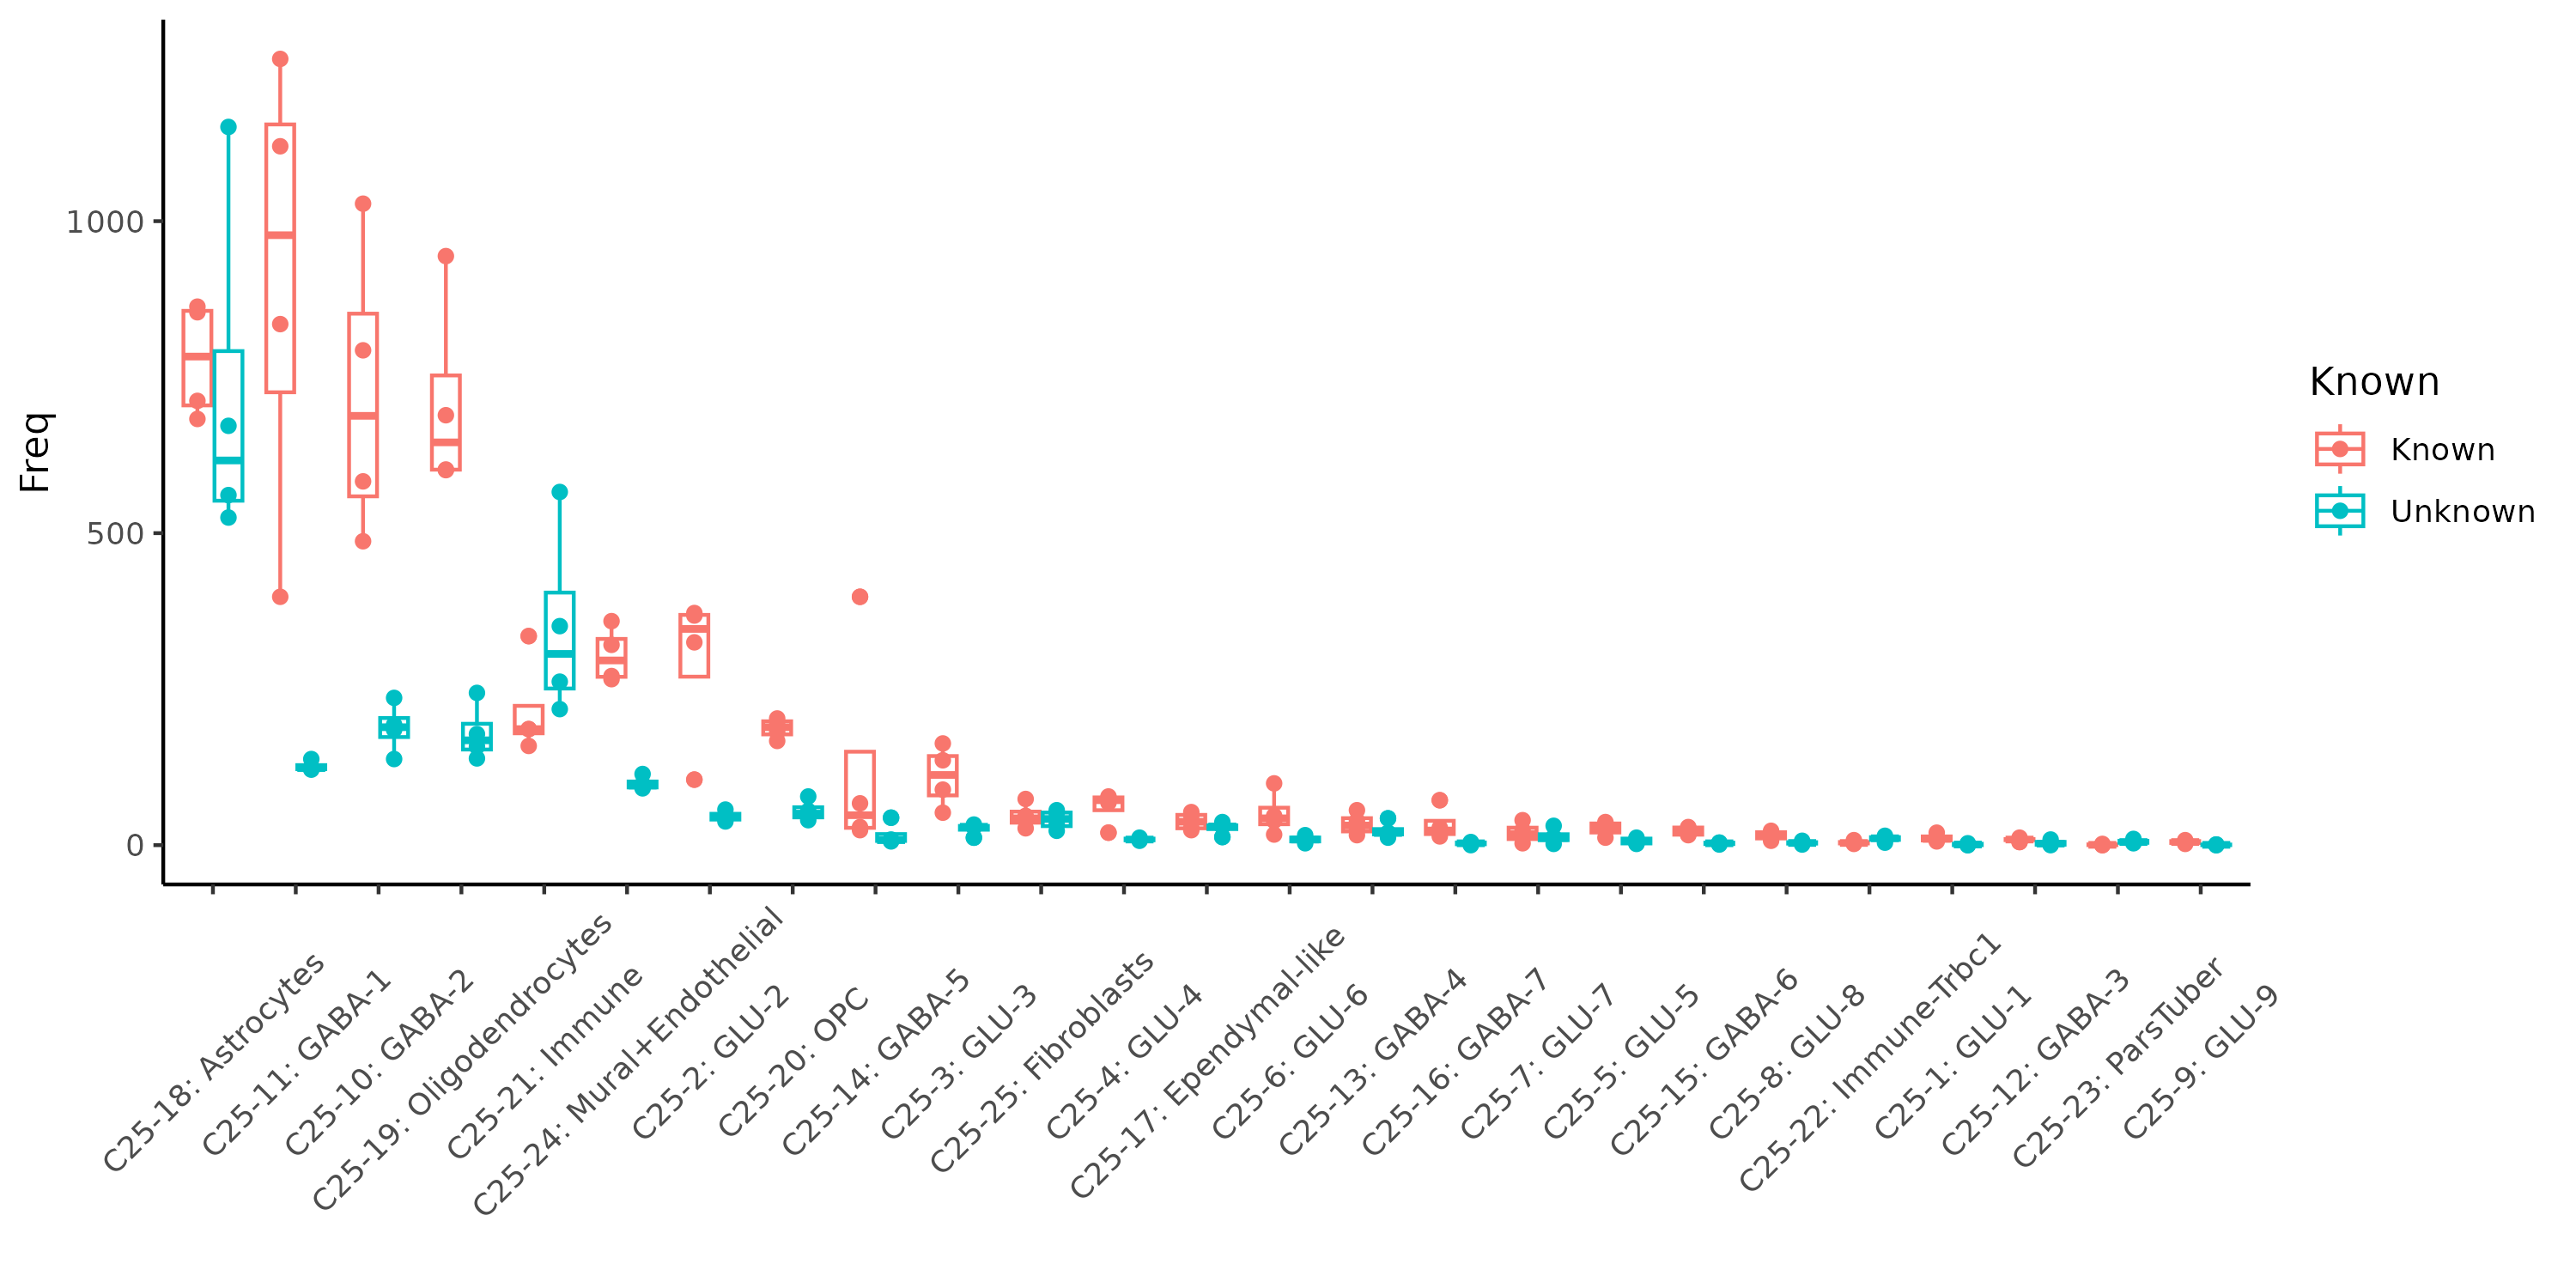 Freq
1000
500
0
C25-18: Astrocytes
C25-11: GABA-1
C25-10: GABA-2
C25-19: Oligodendrocytes
C25-21: Immune
C25-24: Mural+Endothelial
C25-2: GLU-2
C25-20: OPC
C25-14: GABA-5
C25-3: GLU-3
C25-25: Fibroblasts
C25-4: GLU-4
C25-17: Ependymal-like
C25-6: GLU-6
C25-13: GABA-4
C25-16: GABA-7
C25-7: GLU-7
C25-5: GLU-5
C25-15: GABA-6
C25-8: GLU-8
C25-22: Immune-Trbc1
C25-1: GLU-1
C25-12: GABA-3
C25-23: ParsTuber
C25-9: GLU-9
Known
Known
Unknown